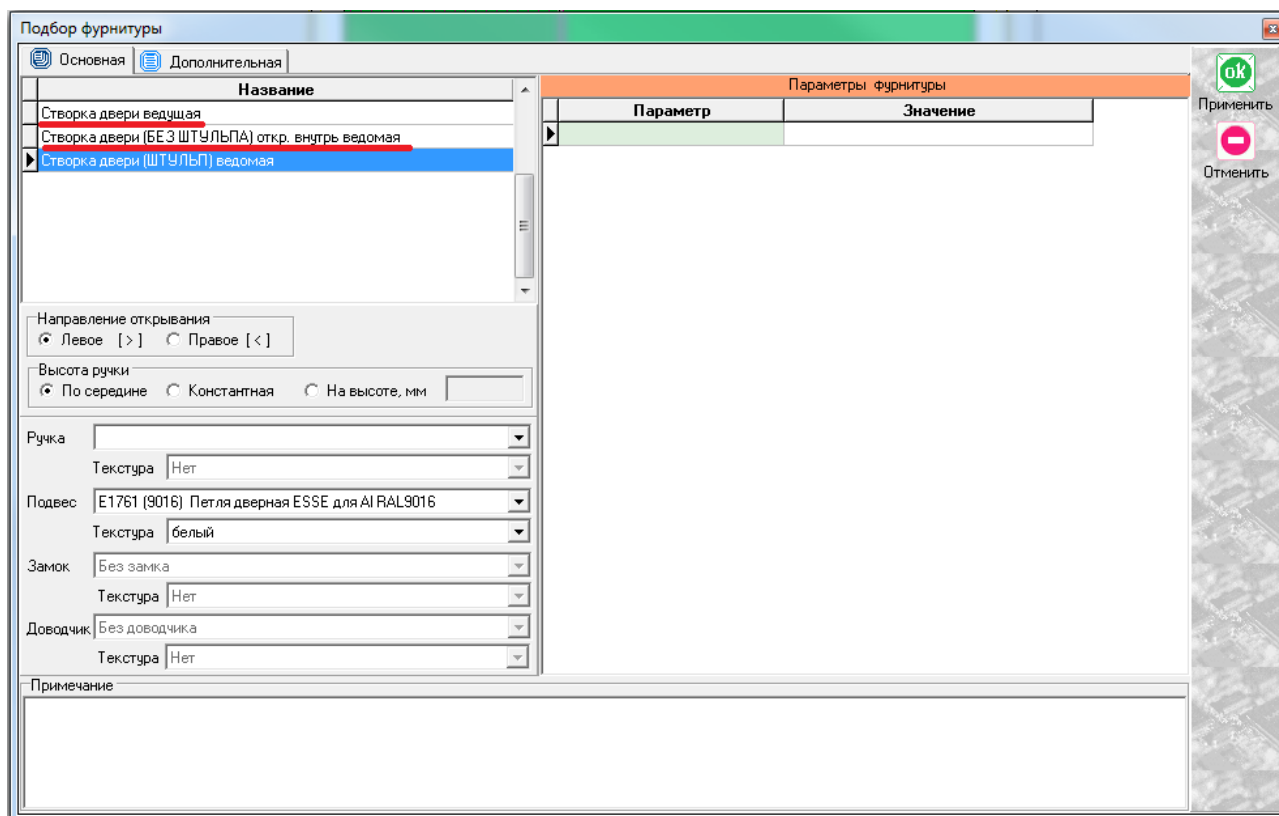 Подбор фурнитуры
Основная
Дополнительная
Название
Створка двери ведущая
Створка двери (БЕЗ ШТУЛЬПА) откр. внутрь ведомая
Створка двери (ШТУЛЬП) ведомая
Параметры фурнитуры
Параметр Значение
ok
Применить
Отменить
Направление открывания
Левое [ > ] Правое [ < ]
Высота ручки
По середине Константная На высоте, мм
Ручка
Текстура Нет
Подвес E1761 (9016) Петля дверная ESSE для Al RAL9016
Текстура белый
Замок Без замка
Текстура Нет
Доводчик Без доводчика
Текстура Нет
Примечание